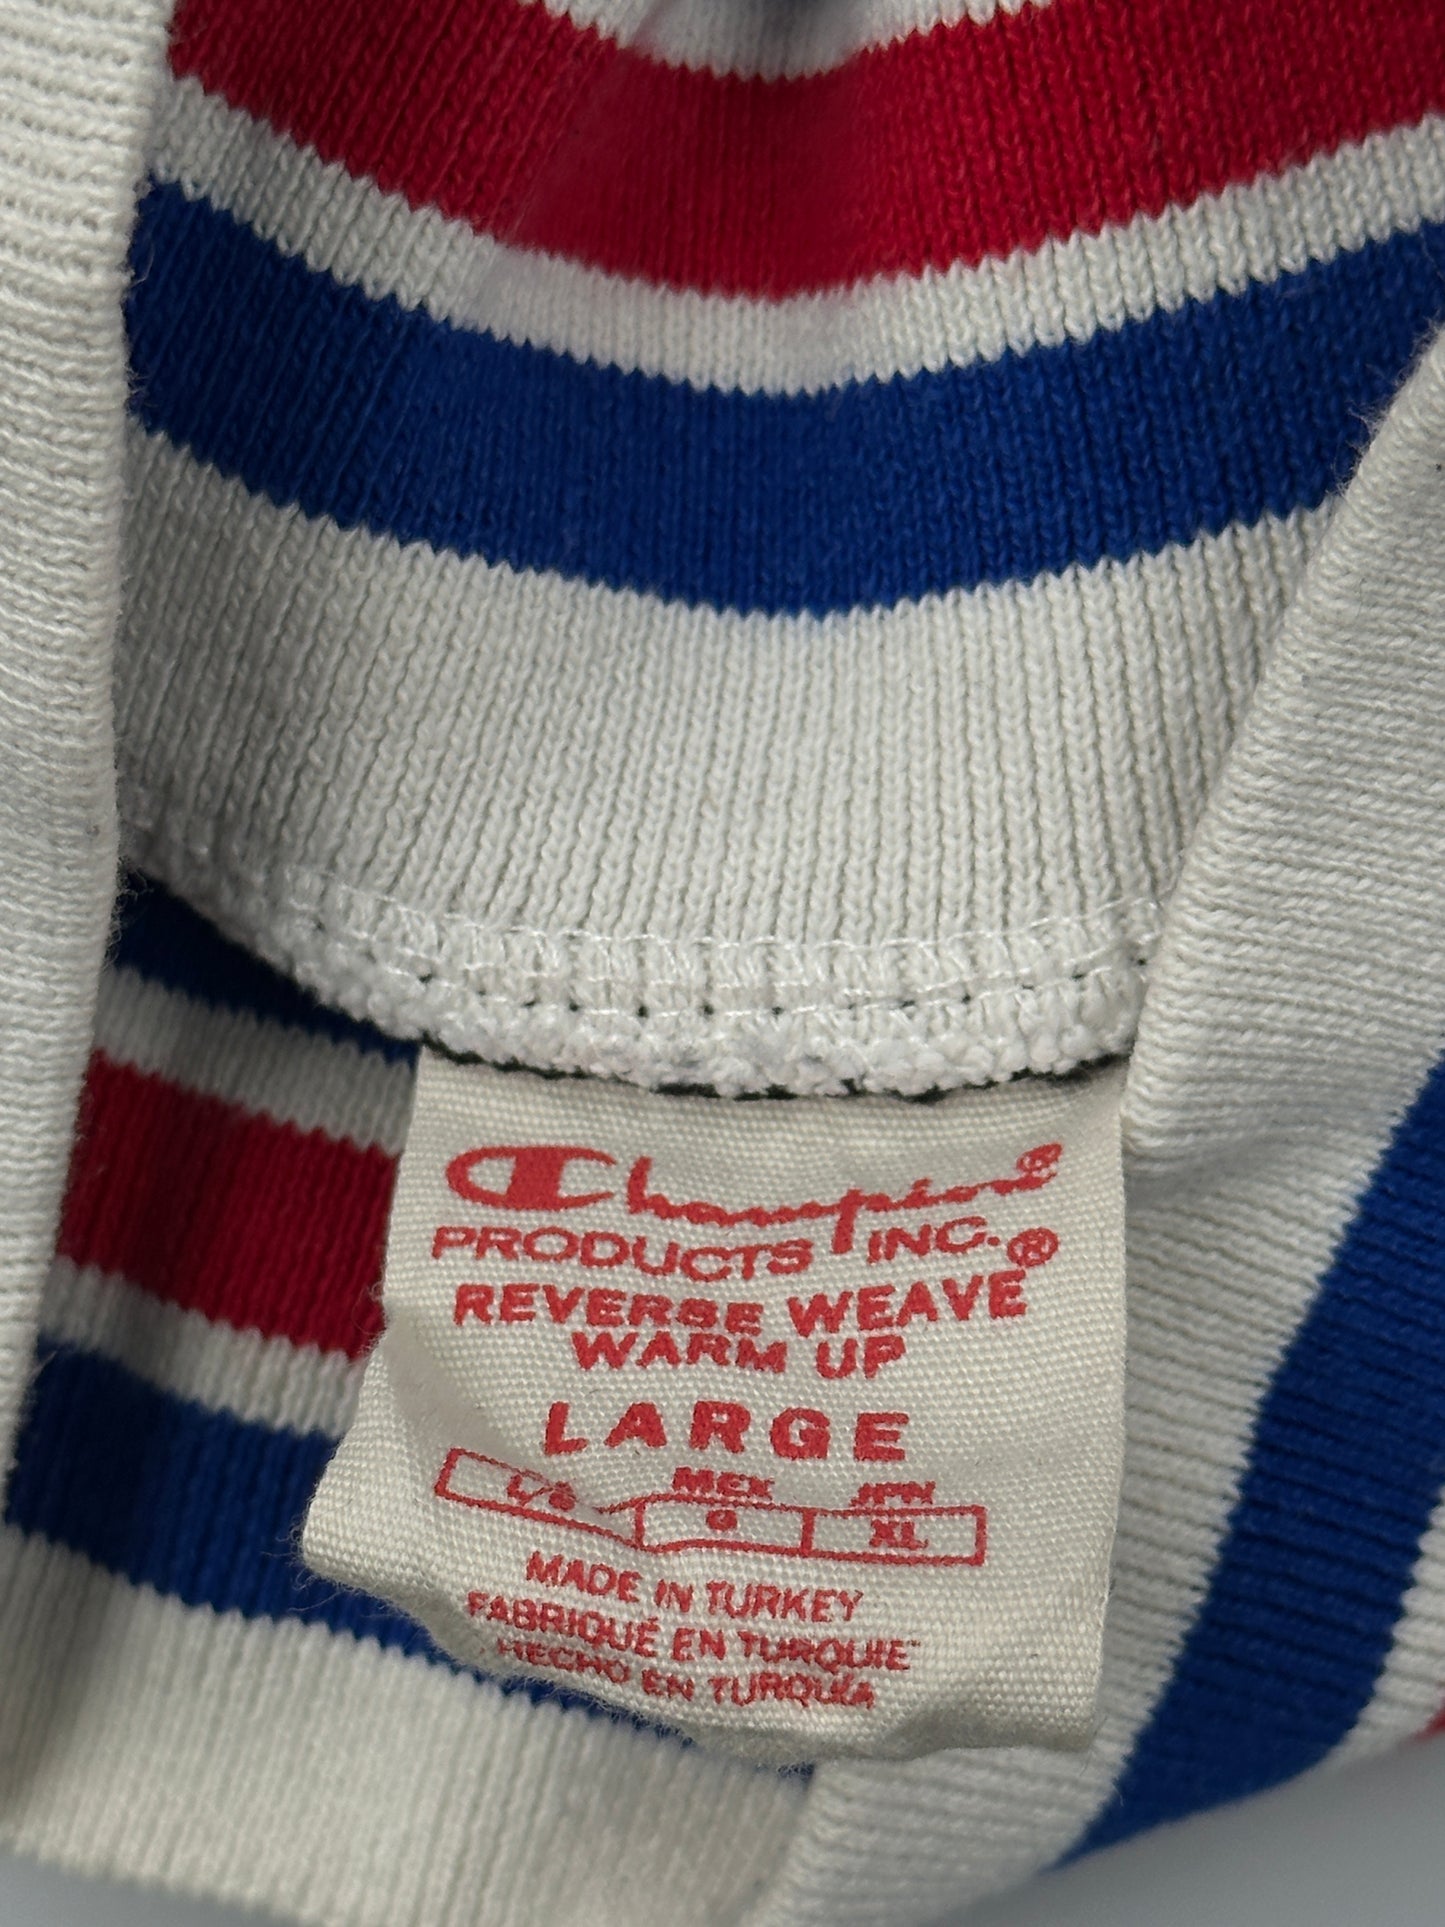 Champion®
PRODUCTS INC.®
REVERSE WEAVE
WARM UP
LARGE
MEX JPN
G XL
MADE IN TURKEY
FABRIQUÉ EN TURQUIE
HECHO EN TURQUÍA